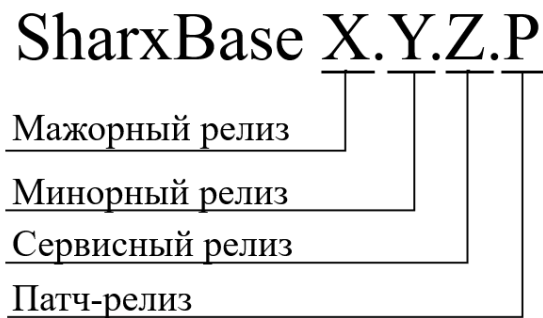 SharxBase X.Y.Z.P
Мажорный релиз
Минорный релиз
Сервисный релиз
Патч-релиз